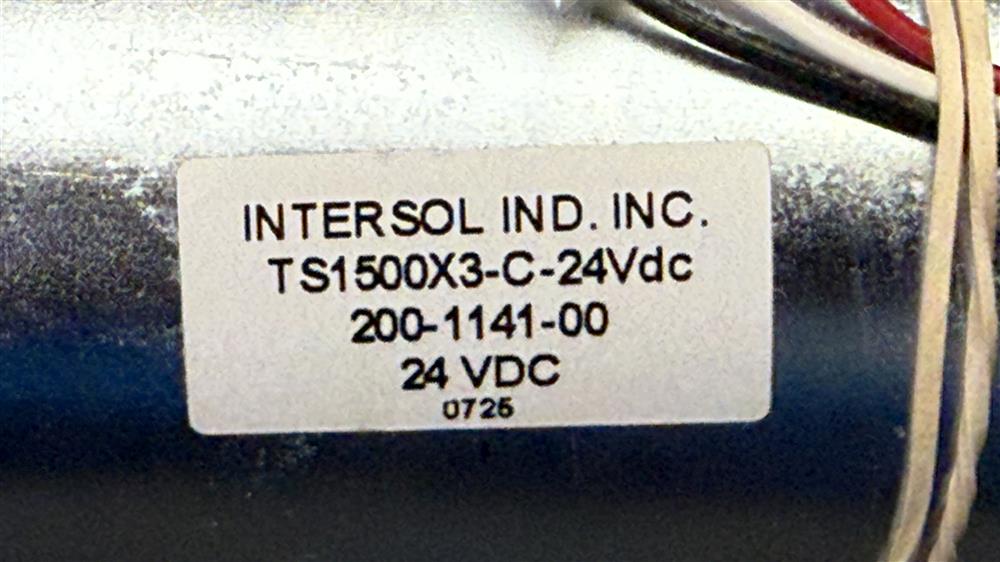 INTERSOL IND. INC.
TS1500X3-C-24Vdc
200-1141-00
24 VDC
0725